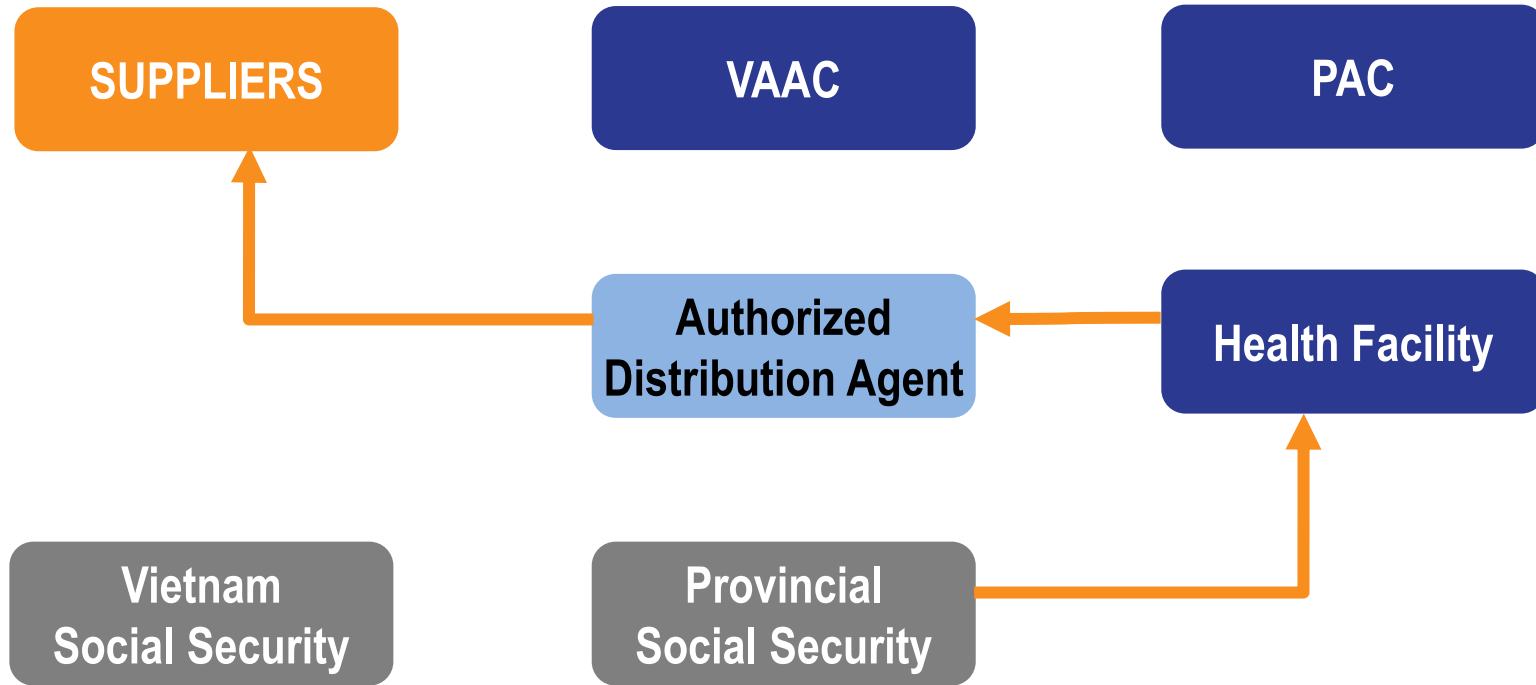 SUPPLIERS
VAAC
PAC
Authorized
Distribution Agent
Health Facility
Vietnam
Social Security
Provincial
Social Security